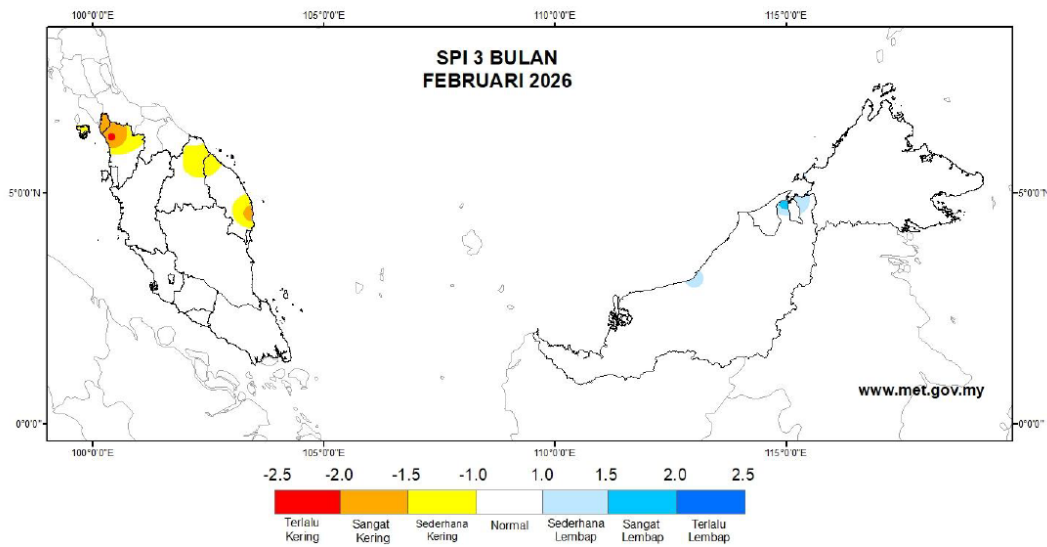 100°0'0"E 105°0'0"E 110°0'0"E 115°0'0"E
SPI 3 BULAN
FEBRUARI 2026
5°0'0"N 5°0'0"N
www.met.gov.my
0°0'0" 0°0'0"
100°0'0"E 105°0'0"E 110°0'0"E 115°0'0"E
-2.5 -2.0 -1.5 -1.0 1.0 1.5 2.0 2.5
Terlalu Kering
Sangat Kering
Sederhana Kering
Normal
Sederhana Lembap
Sangat Lembap
Terlalu Lembap